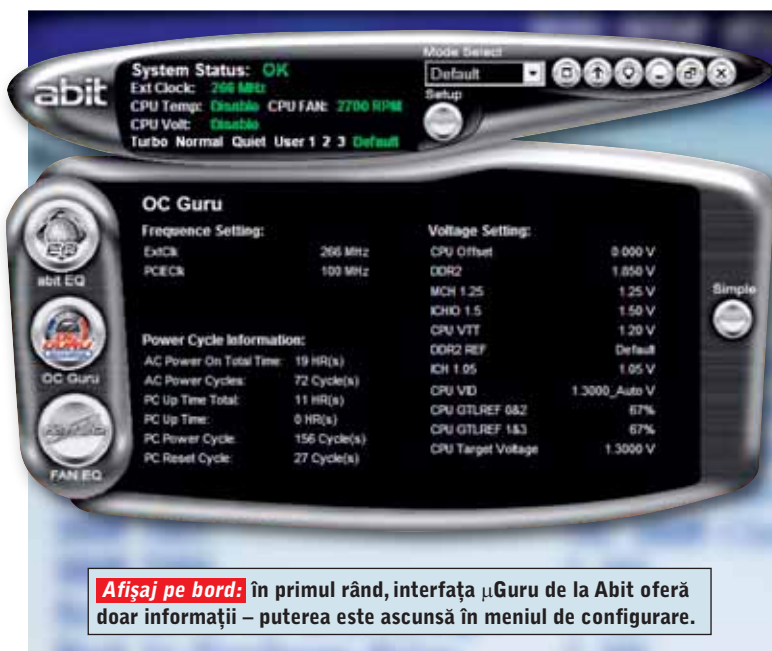 Mode Select
abit
System Status: OK
Default
Ext Clock: 266 MHz
Setup
CPU Temp: Disable CPU FAN: 2700 RPM
CPU Volt: Disable
Turbo Normal Quiet User 1 2 3 Default
OC Guru
Frequence Setting:
ExtClk 266 MHz
PCIEClk 100 MHz
Voltage Setting:
CPU Offset 0.000 V
DDR2 1.850 V
MCH 1.25 1.25 V
ICHIO 1.5 1.50 V
CPU VTT 1.20 V
DDR2 REF Default
ICH 1.05 1.05 V
CPU VID 1.3000_Auto V
CPU GTLREF 0&2 67%
CPU GTLREF 1&3 67%
CPU Target Voltage 1.3000 V
Power Cycle Information:
AC Power On Total Time: 19 HR(s)
AC Power Cycles: 72 Cycle(s)
PC Up Time Total: 11 HR(s)
PC Up Time: 0 HR(s)
PC Power Cycle: 156 Cycle(s)
PC Reset Cycle: 27 Cycle(s)
EQ
abit EQ
OC Guru
FAN EQ
Simple
Afişaj pe bord: în primul rând, interfaţa μGuru de la Abit oferă
doar informaţii – puterea este ascunsă în meniul de configurare.